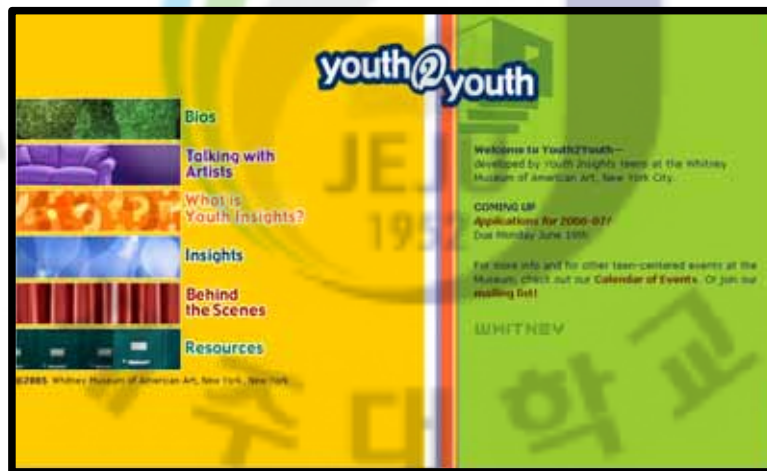 youth2youth
Bios
Talking with
Artists
What is
Youth Insights?
Insights
Behind
the Scenes
Resources
©2005 Whitney Museum of American Art, New York, New York
Welcome to Youth2Youth—
developed by Youth Insights teens at the Whitney
Museum of American Art, New York City.
COMING UP
Applications for 2006-07!
Due Monday June 19th
For more info and for other teen-centered events at the
Museum, check out our Calendar of Events. Or join our
mailing list!
WHITNEY
JEJU
1952
대학교